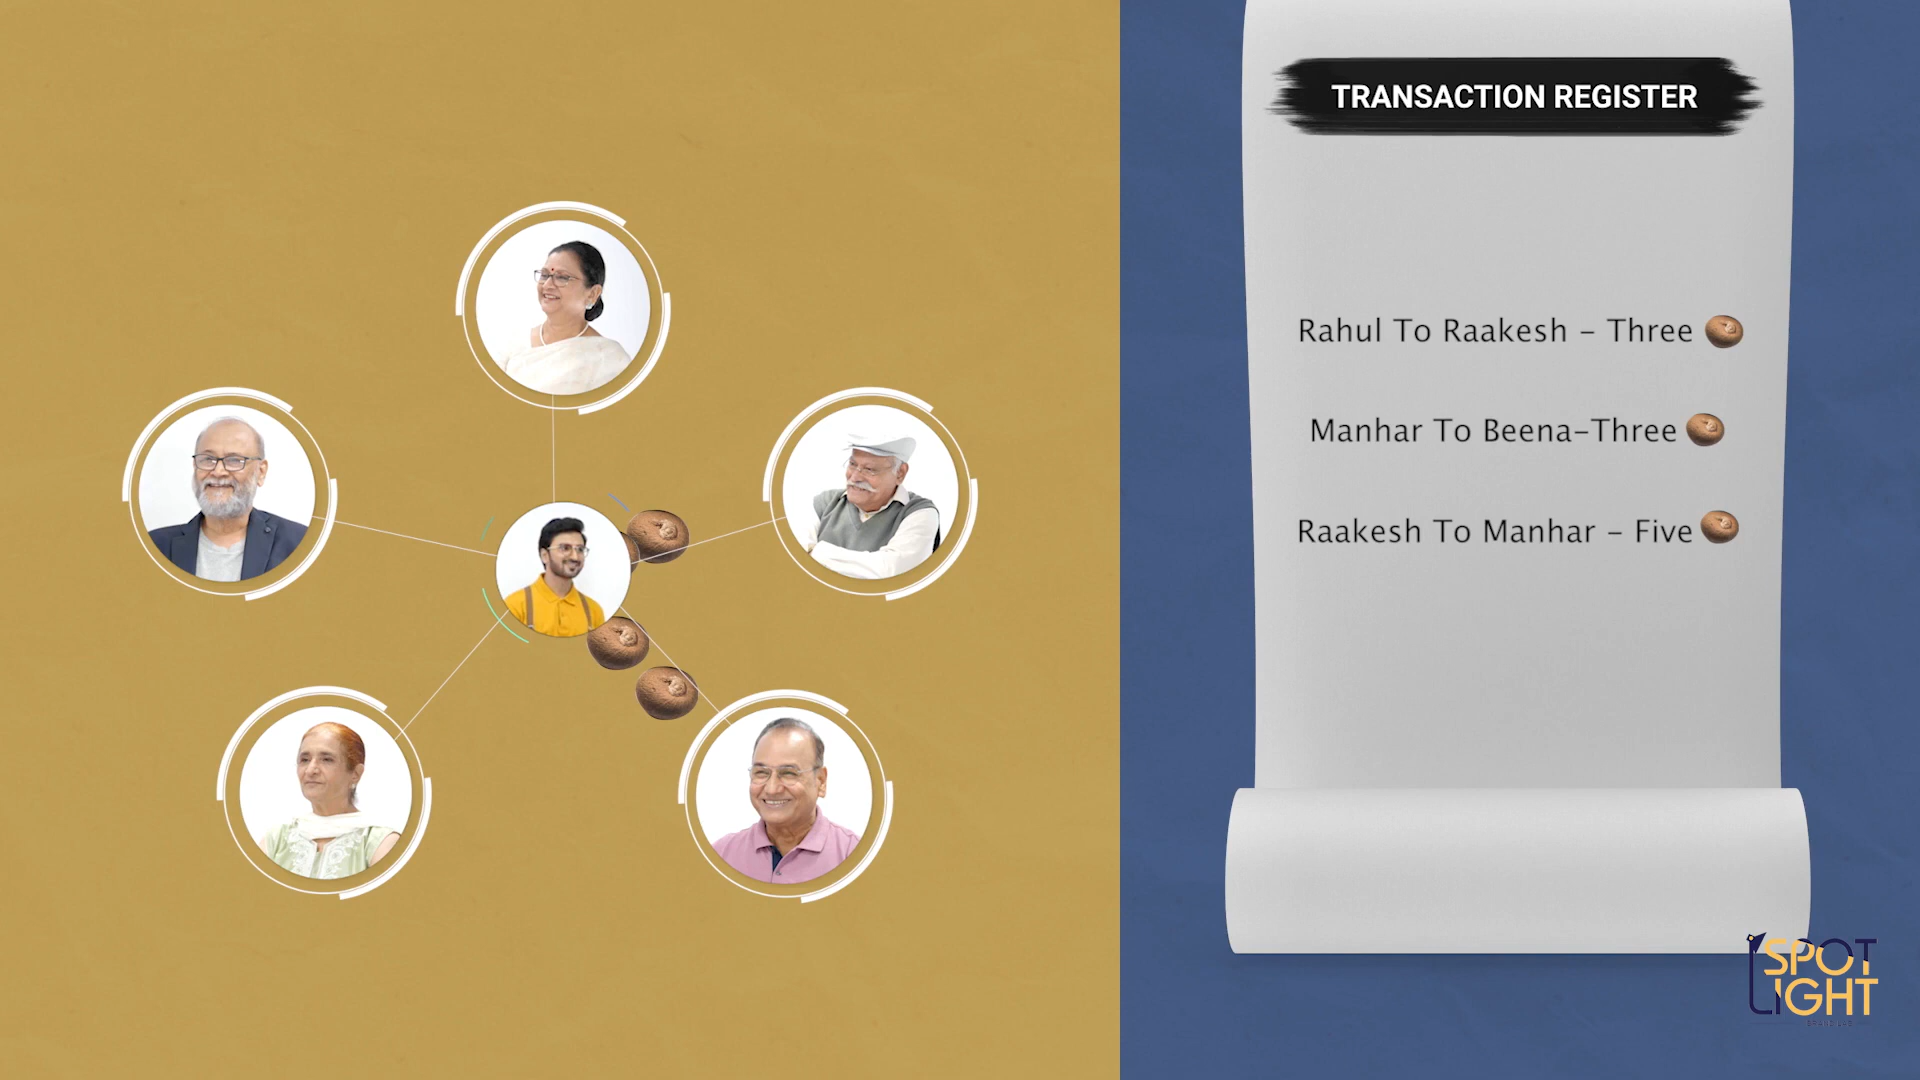 TRANSACTION REGISTER
Rahul To Raakesh – Three
Manhar To Beena–Three
Raakesh To Manhar – Five
SPOT
LIGHT